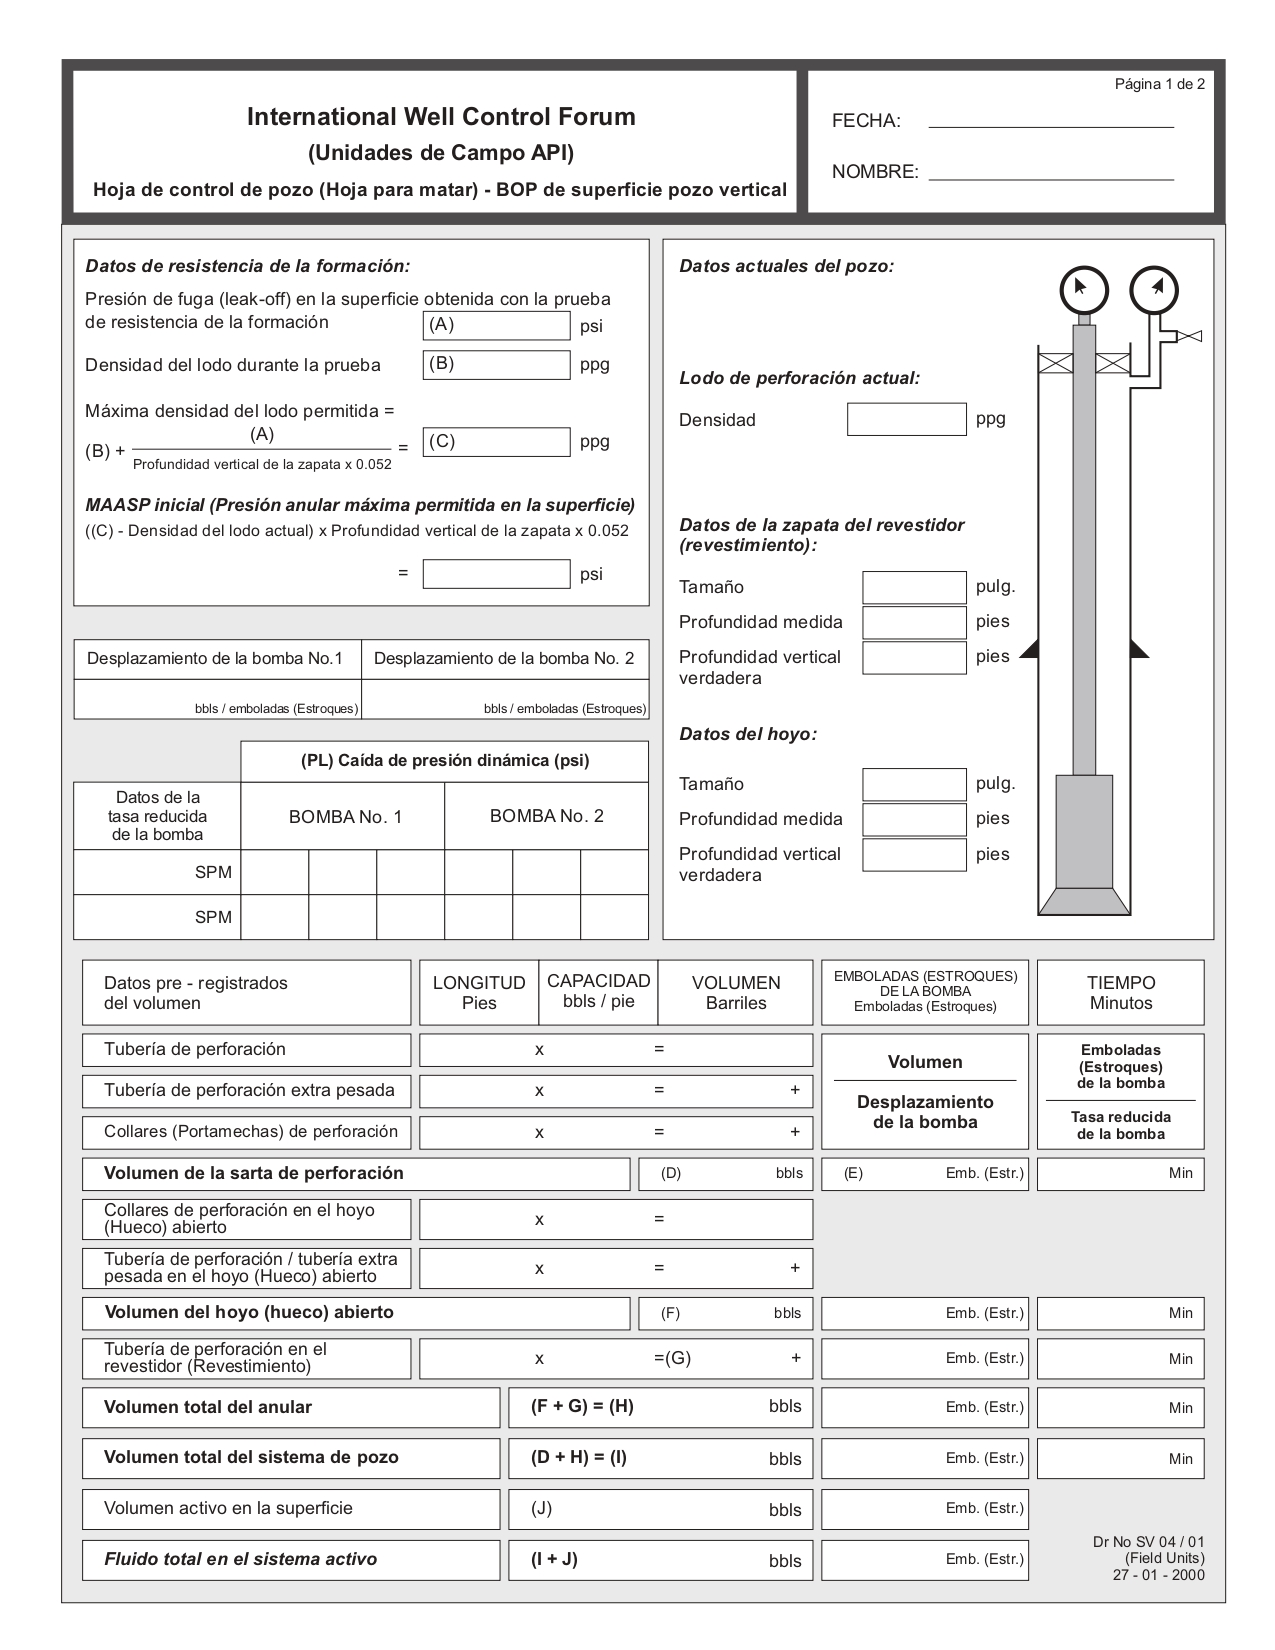 Página 1 de 2
International Well Control Forum
(Unidades de Campo API)
Hoja de control de pozo (Hoja para matar) - BOP de superficie pozo vertical
FECHA:
NOMBRE:
Datos de resistencia de la formación:
Presión de fuga (leak-off) en la superficie obtenida con la prueba
de resistencia de la formación
(A)
psi
Densidad del lodo durante la prueba
(B)
ppg
Máxima densidad del lodo permitida =
(B) +
(A)
Profundidad vertical de la zapata x 0.052
=
(C)
ppg
MAASP inicial (Presión anular máxima permitida en la superficie)
((C) - Densidad del lodo actual) x Profundidad vertical de la zapata x 0.052
=
psi
Desplazamiento de la bomba No.1
Desplazamiento de la bomba No. 2
bbls / emboladas (Estroques)
bbls / emboladas (Estroques)
(PL) Caída de presión dinámica (psi)
Datos de la
tasa reducida
de la bomba
BOMBA No. 1
BOMBA No. 2
SPM
SPM
Datos actuales del pozo:
Lodo de perforación actual:
Densidad
ppg
Datos de la zapata del revestidor
(revestimiento):
Tamaño
pulg.
Profundidad medida
pies
Profundidad vertical
verdadera
pies
Datos del hoyo:
Tamaño
pulg.
Profundidad medida
pies
Profundidad vertical
verdadera
pies
Datos pre - registrados
del volumen
LONGITUD
Pies
CAPACIDAD
bbls / pie
VOLUMEN
Barriles
EMBOLADAS (ESTROQUES)
DE LA BOMBA
Emboladas (Estroques)
TIEMPO
Minutos
Tubería de perforación
x =
Tubería de perforación extra pesada
x = +
Collares (Portamechas) de perforación
x = +
Volumen
Desplazamiento
de la bomba
Emboladas
(Estroques)
de la bomba
Tasa reducida
de la bomba
Volumen de la sarta de perforación
(D) bbls
(E) Emb. (Estr.)
Min
Collares de perforación en el hoyo
(Hueco) abierto
x =
Tubería de perforación / tubería extra
pesada en el hoyo (Hueco) abierto
x = +
Volumen del hoyo (hueco) abierto
(F) bbls
Emb. (Estr.)
Min
Tubería de perforación en el
revestidor (Revestimiento)
x =(G) +
Emb. (Estr.)
Min
Volumen total del anular
(F + G) = (H) bbls
Emb. (Estr.)
Min
Volumen total del sistema de pozo
(D + H) = (I) bbls
Emb. (Estr.)
Min
Volumen activo en la superficie
(J) bbls
Emb. (Estr.)
Fluido total en el sistema activo
(I + J) bbls
Emb. (Estr.)
Dr No SV 04 / 01
(Field Units)
27 - 01 - 2000